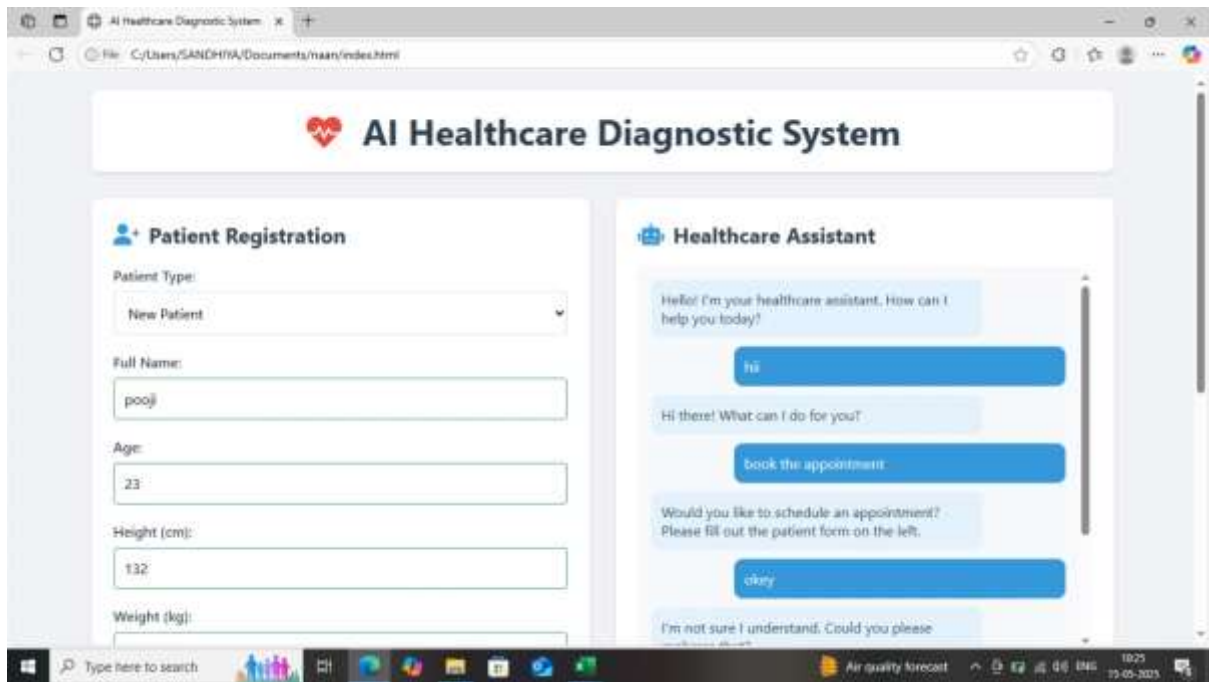 AI Healthcare Diagnostic System
File C:/Users/SANDHIYA/Documents/naan/index.html
AI Healthcare Diagnostic System
Patient Registration
Patient Type:
New Patient
Full Name:
pooji
Age:
23
Height (cm):
132
Weight (kg):
Healthcare Assistant
Hello! I'm your healthcare assistant. How can I
help you today?
hii
Hi there! What can I do for you?
book the appointment
Would you like to schedule an appointment?
Please fill out the patient form on the left.
okey
I'm not sure I understand. Could you please
Type here to search
Air quality forecast
ENG
10:25
15-05-2025